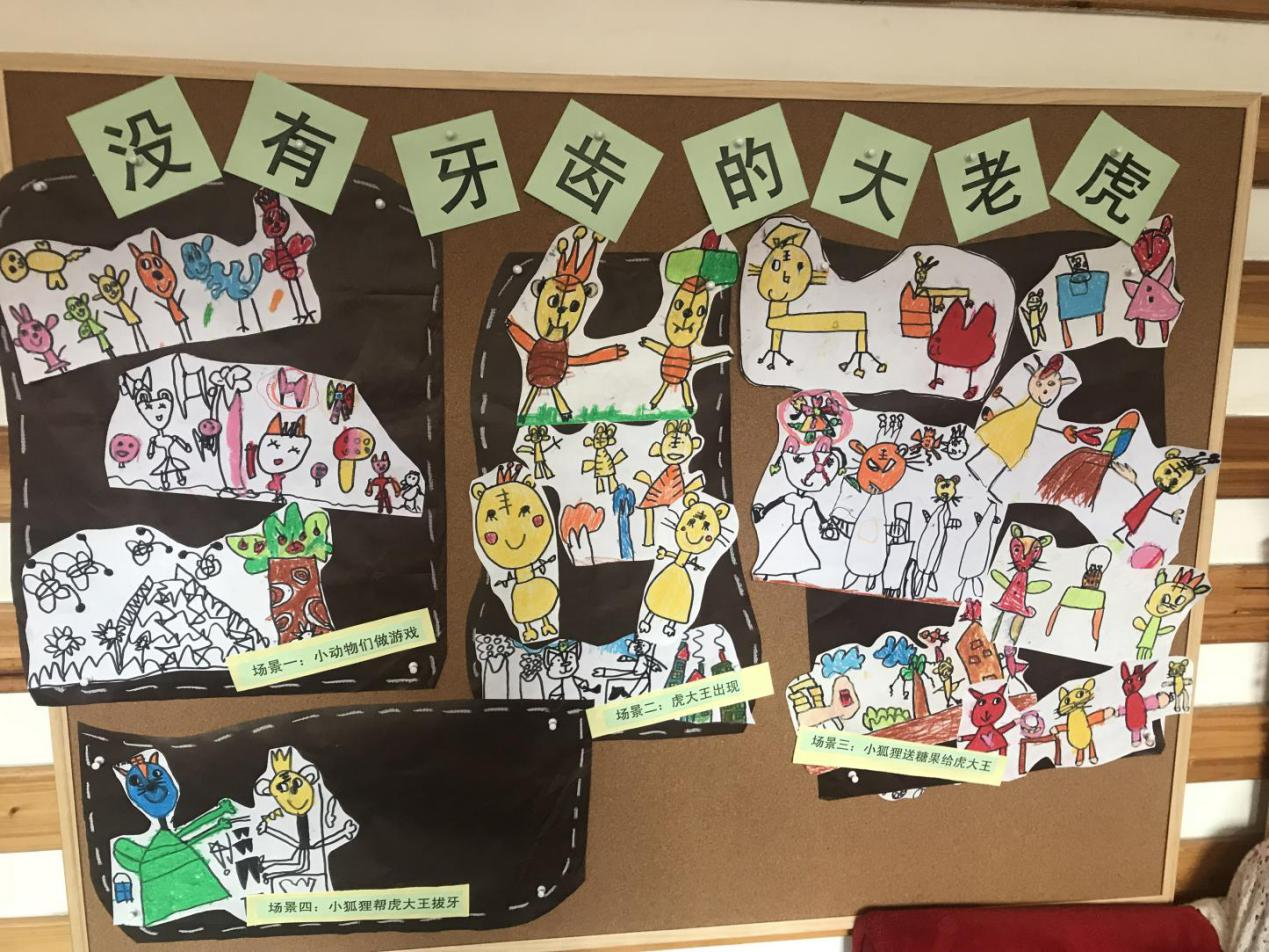 没有牙齿的大老虎
场景一：小动物们做游戏
场景二：虎大王出现
场景三：小狐狸送糖果给虎大王
场景四：小狐狸帮虎大王拔牙